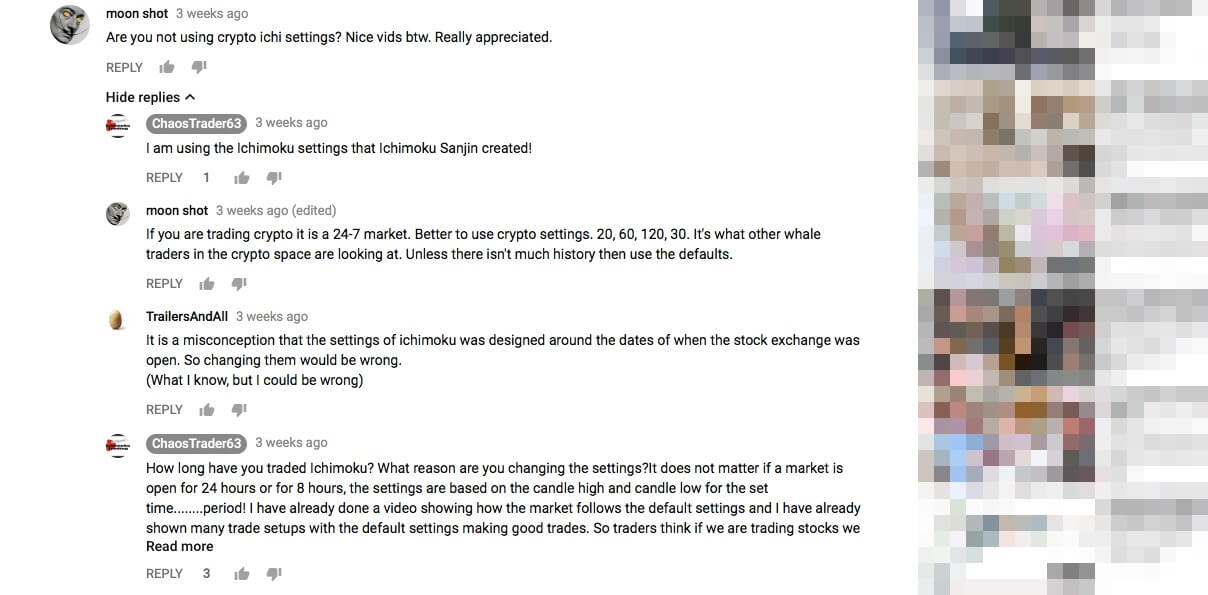 moon shot 3 weeks ago
Are you not using crypto ichi settings? Nice vids btw. Really appreciated.
REPLY
Hide replies
ChaosTrader63 3 weeks ago
I am using the Ichimoku settings that Ichimoku Sanjin created!
REPLY 1
moon shot 3 weeks ago (edited)
If you are trading crypto it is a 24-7 market. Better to use crypto settings. 20, 60, 120, 30. It's what other whale
traders in the crypto space are looking at. Unless there isn't much history then use the defaults.
REPLY
TrailersAndAll 3 weeks ago
It is a misconception that the settings of ichimoku was designed around the dates of when the stock exchange was
open. So changing them would be wrong.
(What I know, but I could be wrong)
REPLY
ChaosTrader63 3 weeks ago
How long have you traded Ichimoku? What reason are you changing the settings?It does not matter if a market is
open for 24 hours or for 8 hours, the settings are based on the candle high and candle low for the set
time........period! I have already done a video showing how the market follows the default settings and I have already
shown many trade setups with the default settings making good trades. So traders think if we are trading stocks we
Read more
REPLY 3